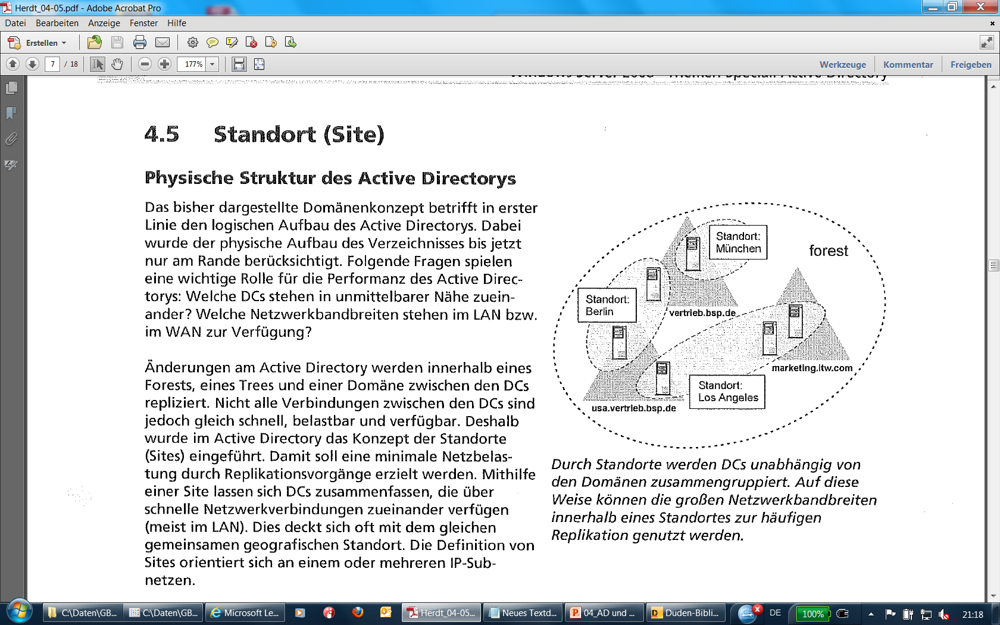 Herdt_04-05.pdf - Adobe Acrobat Pro
Datei Bearbeiten Anzeige Fenster Hilfe
Erstellen
7 / 18 177% Werkzeuge Kommentar Freigeben
4.5 Standort (Site)
Physische Struktur des Active Directorys
Das bisher dargestellte Domänenkonzept betrifft in erster
Linie den logischen Aufbau des Active Directorys. Dabei
wurde der physische Aufbau des Verzeichnisses bis jetzt
nur am Rande berücksichtigt. Folgende Fragen spielen
eine wichtige Rolle für die Performanz des Active Direc-
torys: Welche DCs stehen in unmittelbarer Nähe zuein-
ander? Welche Netzwerkbandbreiten stehen im LAN bzw.
im WAN zur Verfügung?
Änderungen am Active Directory werden innerhalb eines
Forests, eines Trees und einer Domäne zwischen den DCs
repliziert. Nicht alle Verbindungen zwischen den DCs sind
jedoch gleich schnell, belastbar und verfügbar. Deshalb
wurde im Active Directory das Konzept der Standorte
(Sites) eingeführt. Damit soll eine minimale Netzbelas-
tung durch Replikationsvorgänge erzielt werden. Mithilfe
einer Site lassen sich DCs zusammenfassen, die über
schnelle Netzwerkverbindungen zueinander verfügen
(meist im LAN). Dies deckt sich oft mit dem gleichen
gemeinsamen geografischen Standort. Die Definition von
Sites orientiert sich an einem oder mehreren IP-Sub-
netzen.
Standort:
München
forest
Standort:
Berlin
vertrieb.bsp.de
marketing.itw.com
Standort:
Los Angeles
usa.vertrieb.bsp.de
Durch Standorte werden DCs unabhängig von
den Domänen zusammengruppiert. Auf diese
Weise können die großen Netzwerkbandbreiten
innerhalb eines Standortes zur häufigen
Replikation genutzt werden.
C:\Daten\GB... C:\Daten\GB... Microsoft Le... Herdt_04-05... Neues Textd... 04_AD und ... Duden-Bibli... DE 100% 21:18